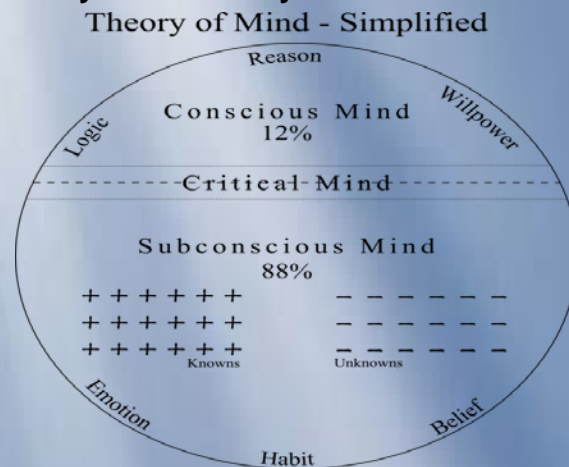 Theory of Mind - Simplified
Reason
Logic
Willpower
Conscious Mind
12%
Critical Mind
Subconscious Mind
88%
+ + + + + + – – – – – –
+ + + + + + – – – – – –
+ + + + + + – – – – – –
Knowns Unknowns
Emotion
Belief
Habit